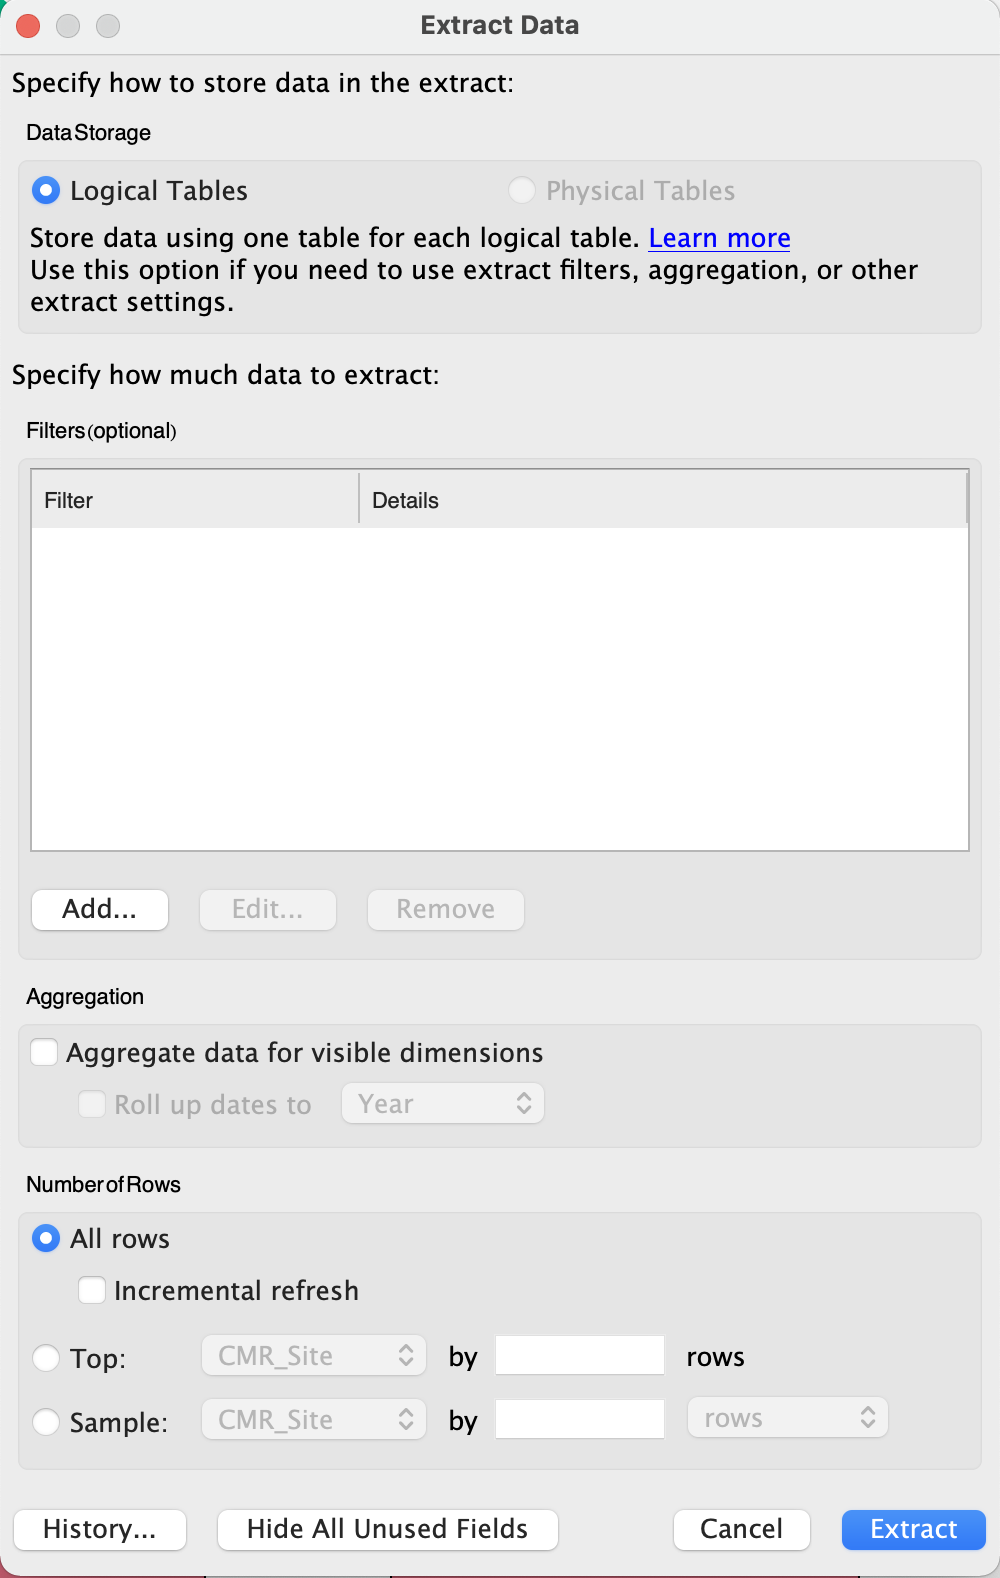 Extract Data
Specify how to store data in the extract:
Data Storage
Logical Tables Physical Tables
Store data using one table for each logical table. Learn more
Use this option if you need to use extract filters, aggregation, or other
extract settings.
Specify how much data to extract:
Filters (optional)
Filter Details
Add... Edit... Remove
Aggregation
Aggregate data for visible dimensions
Roll up dates to Year
Number of Rows
All rows
Incremental refresh
Top: CMR_Site by rows
Sample: CMR_Site by rows
History... Hide All Unused Fields Cancel Extract